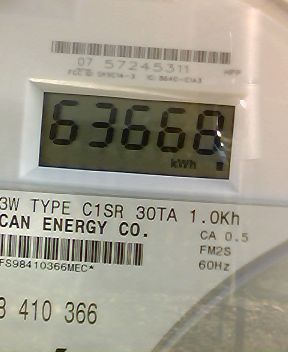 07 57245311
63668
kWh
3W TYPE C1SR 30TA 1.0Kh
CAN ENERGY CO.
CA 0.5
FM2S
60Hz
FS98410366MEC*
8 410 366